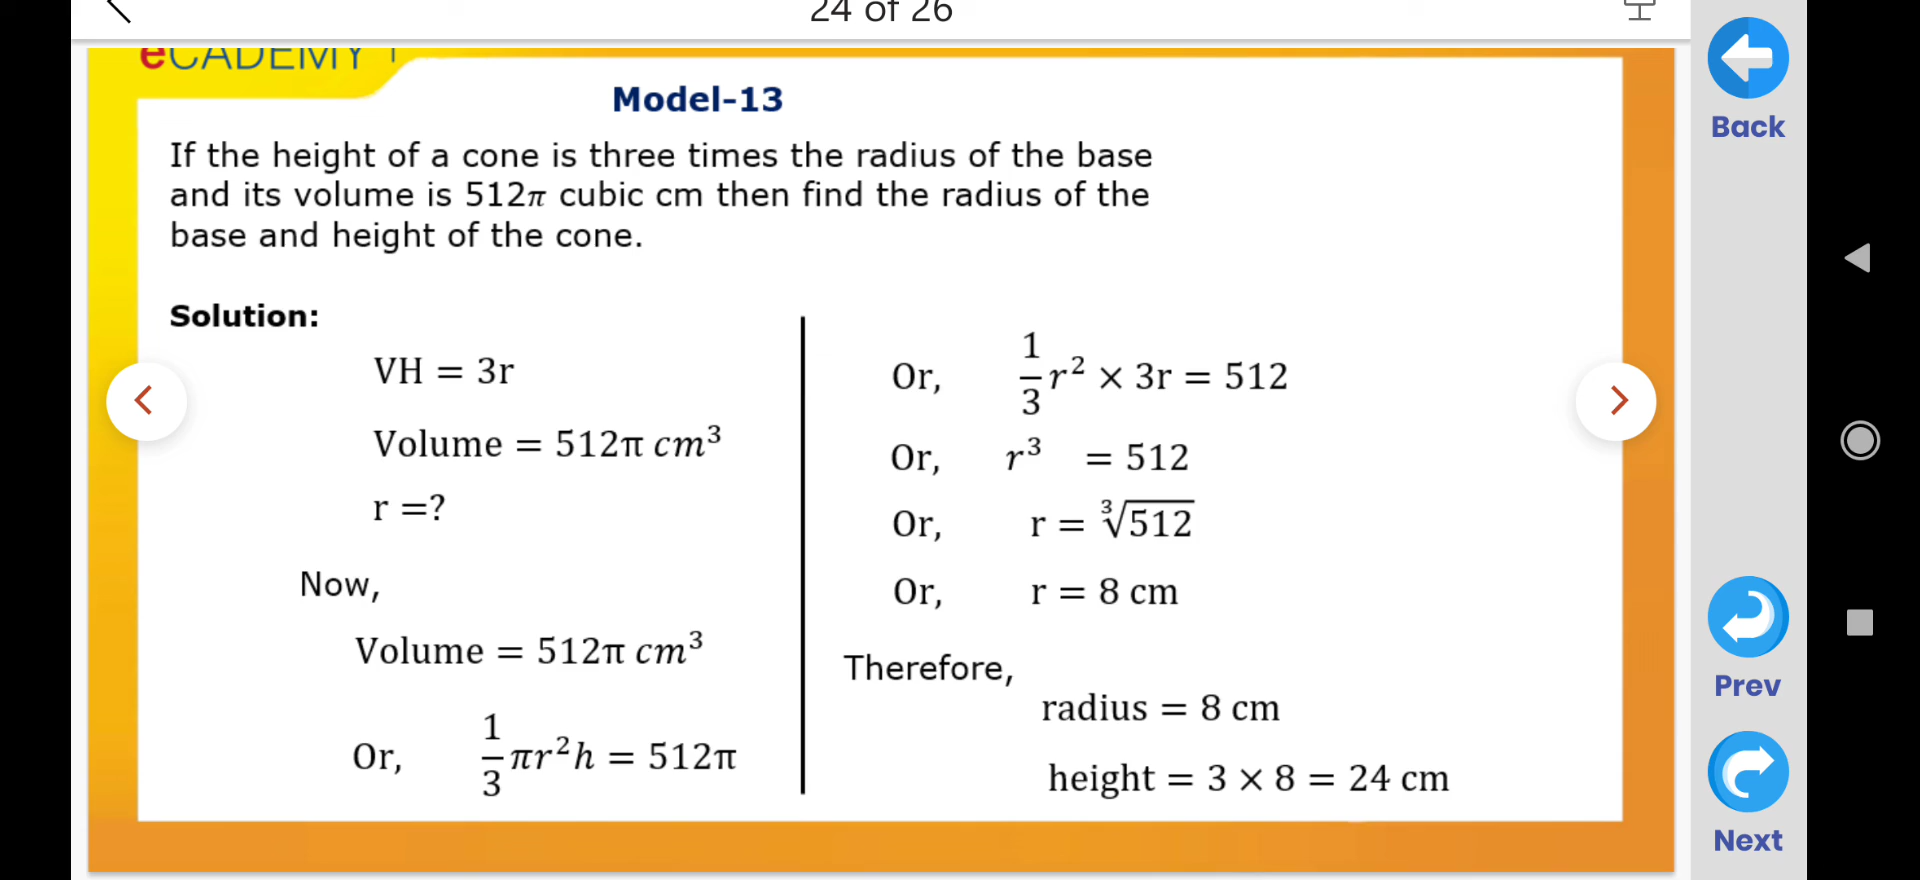 24 of 26
eCADEMY
Model-13
If the height of a cone is three times the radius of the base
and its volume is 512π cubic cm then find the radius of the
base and height of the cone.
Solution:
VH = 3r
Volume = 512π cm³
r =?
Now,
Volume = 512π cm³
Or, 1/3 πr²h = 512π
Or, 1/3 r² × 3r = 512
Or, r³ = 512
Or, r = ∛512
Or, r = 8 cm
Therefore,
radius = 8 cm
height = 3 × 8 = 24 cm
Back
Prev
Next